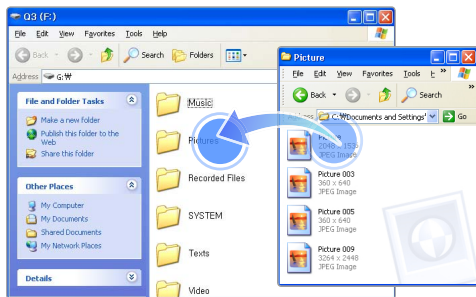 Q3 (F:)
File Edit View Favorites Tools Help
Back Search Folders
Address G:₩
File and Folder Tasks
Make a new folder
Publish this folder to the
Web
Share this folder
Other Places
My Computer
My Documents
Shared Documents
My Network Places
Details
Music
Pictures
Recorded Files
SYSTEM
Texts
Video
Picture
File Edit View Favorites Tools
Back Search
Address C:₩Documents and Settings Go
Picture
JPEG Image
Picture 003
360 x 640
JPEG Image
Picture 005
360 x 640
JPEG Image
Picture 009
3264 x 2448
JPEG Image